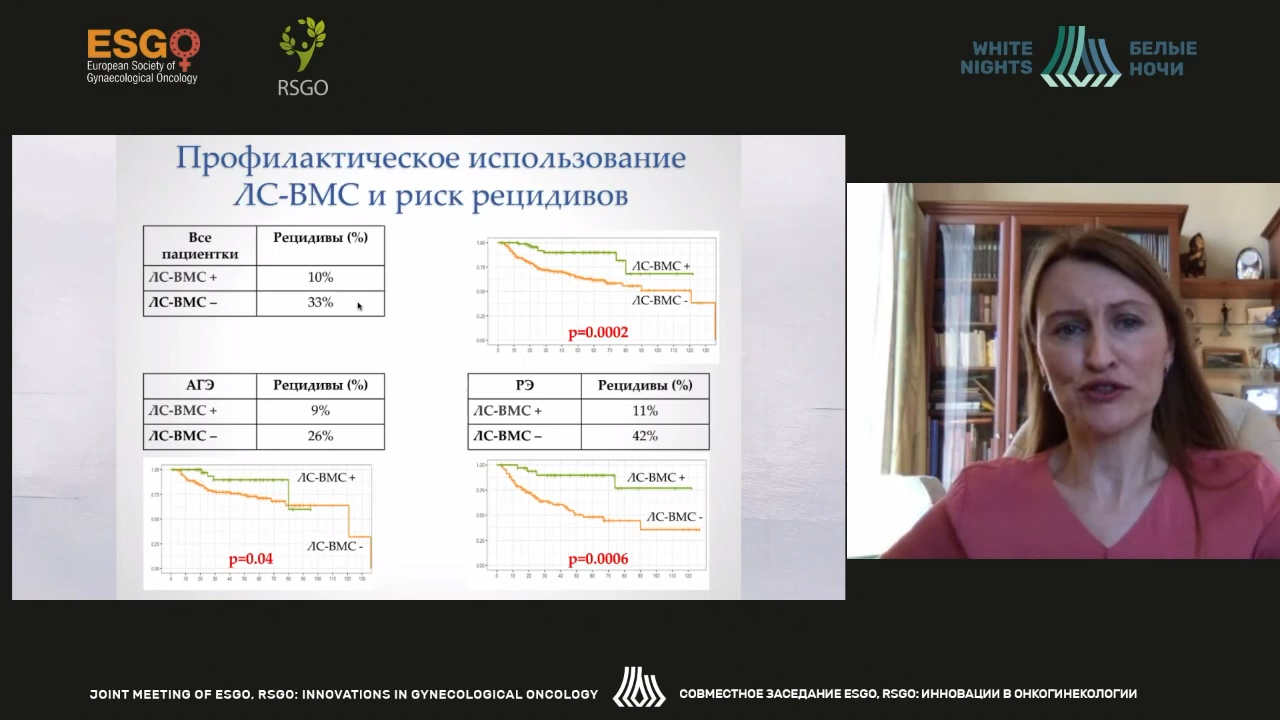 ESGO
European Society of
Gynaecological Oncology
RSGO
WHITE
NIGHTS
БЕЛЫЕ
НОЧИ
Профилактическое использование
ЛС-ВМС и риск рецидивов
Все пациентки	Рецидивы (%)
ЛС-ВМС +	10%
ЛС-ВМС –	33%
ЛС-ВМС +
ЛС-ВМС -
p=0.0002
АГЭ	Рецидивы (%)
ЛС-ВМС +	9%
ЛС-ВМС –	26%
РЭ	Рецидивы (%)
ЛС-ВМС +	11%
ЛС-ВМС –	42%
ЛС-ВМС +
ЛС-ВМС -
p=0.04
ЛС-ВМС +
ЛС-ВМС -
p=0.0006
JOINT MEETING OF ESGO, RSGO: INNOVATIONS IN GYNECOLOGICAL ONCOLOGY
СОВМЕСТНОЕ ЗАСЕДАНИЕ ESGO, RSGO: ИННОВАЦИИ В ОНКОГИНЕКОЛОГИИ